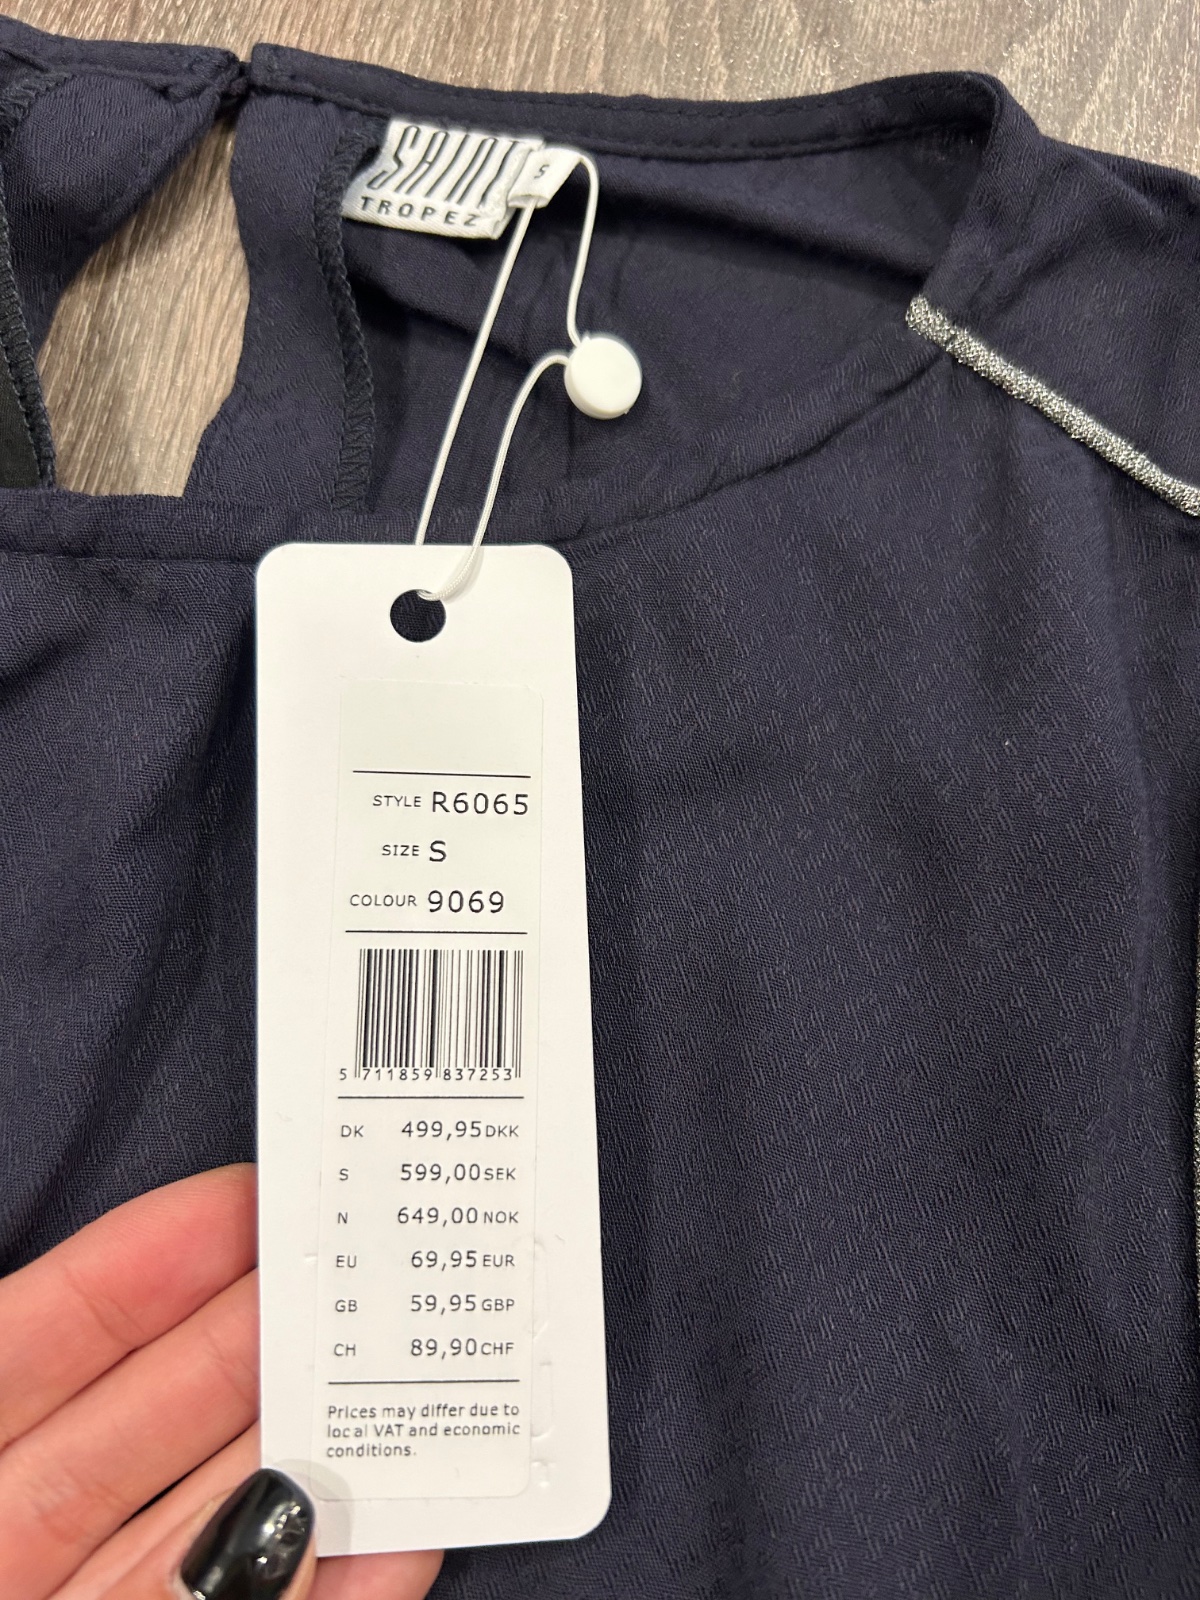 SAINT
TROPEZ
S
STYLE R6065
SIZE S
COLOUR 9069
5 711859 837253
DK 499,95 DKK
S 599,00 SEK
N 649,00 NOK
EU 69,95 EUR
GB 59,95 GBP
CH 89,90 CHF
Prices may differ due to
local VAT and economic
conditions.